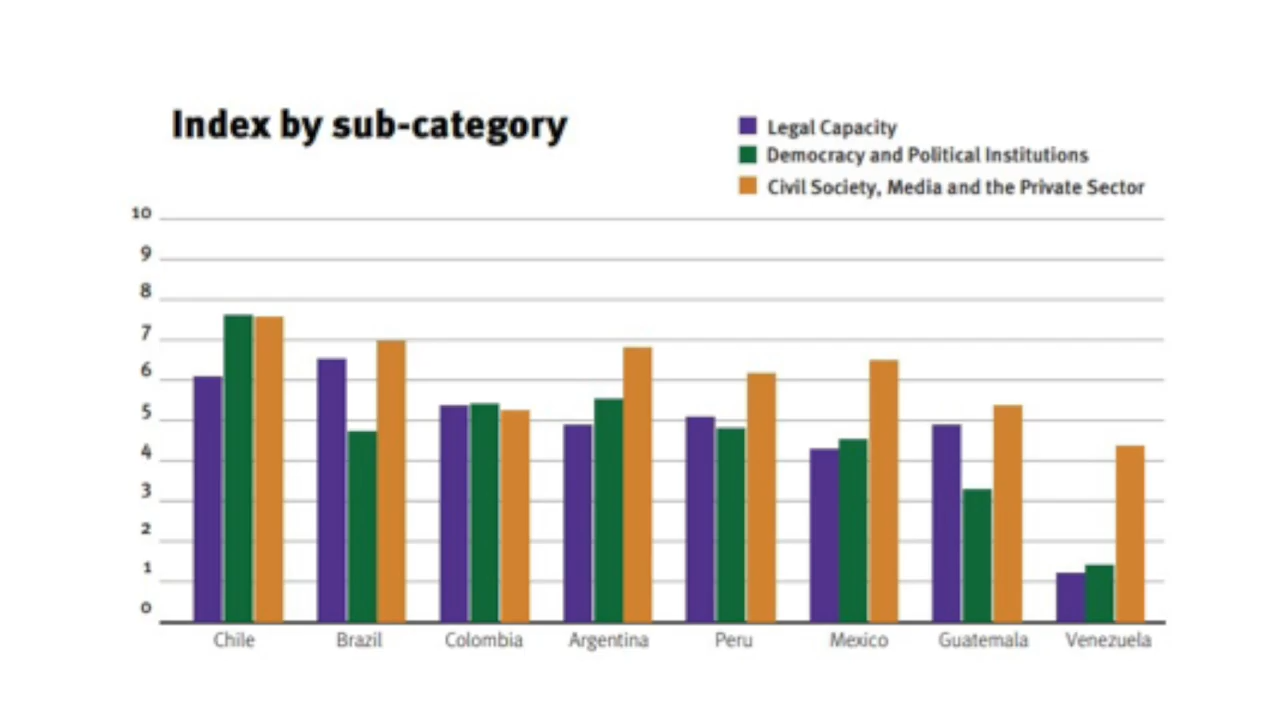 Index by sub-category
Legal Capacity
Democracy and Political Institutions
Civil Society, Media and the Private Sector
10
9
8
7
6
5
4
3
2
1
0
Chile Brazil Colombia Argentina Peru Mexico Guatemala Venezuela